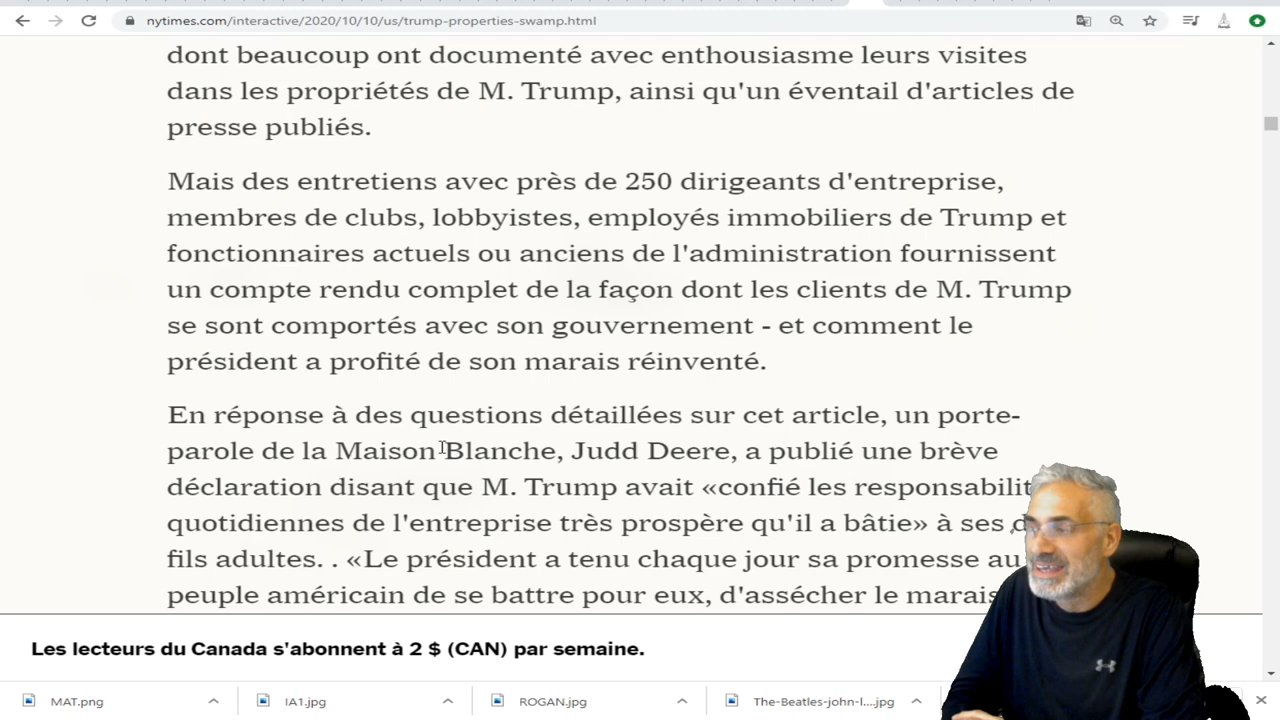 nytimes.com/interactive/2020/10/10/us/trump-properties-swamp.html
dont beaucoup ont documenté avec enthousiasme leurs visites
dans les propriétés de M. Trump, ainsi qu'un éventail d'articles de
presse publiés.
Mais des entretiens avec près de 250 dirigeants d'entreprise,
membres de clubs, lobbyistes, employés immobiliers de Trump et
fonctionnaires actuels ou anciens de l'administration fournissent
un compte rendu complet de la façon dont les clients de M. Trump
se sont comportés avec son gouvernement - et comment le
président a profité de son marais réinventé.
En réponse à des questions détaillées sur cet article, un porte-
parole de la Maison Blanche, Judd Deere, a publié une brève
déclaration disant que M. Trump avait «confié les
quotidiennes de l'entreprise très prospère qu'il a bâtie» à ses
fils adultes. . «Le président a tenu chaque jour sa promesse au
peuple américain de se battre pour eux, d'assécher le marais
Les lecteurs du Canada s'abonnent à 2 $ (CAN) par semaine.
MAT.png
IA1.jpg
ROGAN.jpg
The-Beatles-john-l....jpg